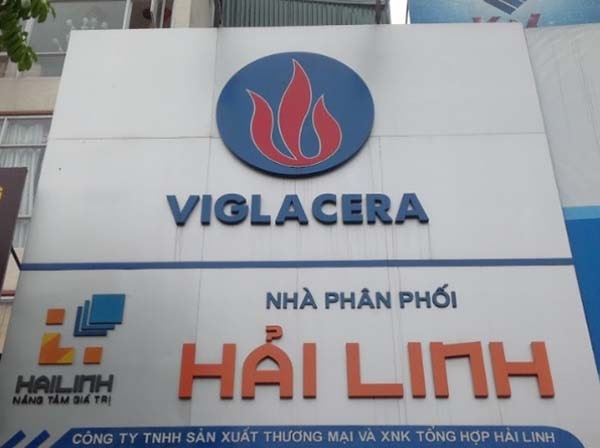 VIGLACERA
NHÀ PHÂN PHỐI
HẢI LINH
HAILINH
NÂNG TẦM GIÁ TRỊ
CÔNG TY TNHH SẢN XUẤT THƯƠNG MẠI VÀ XNK TỔNG HỢP HẢI LINH